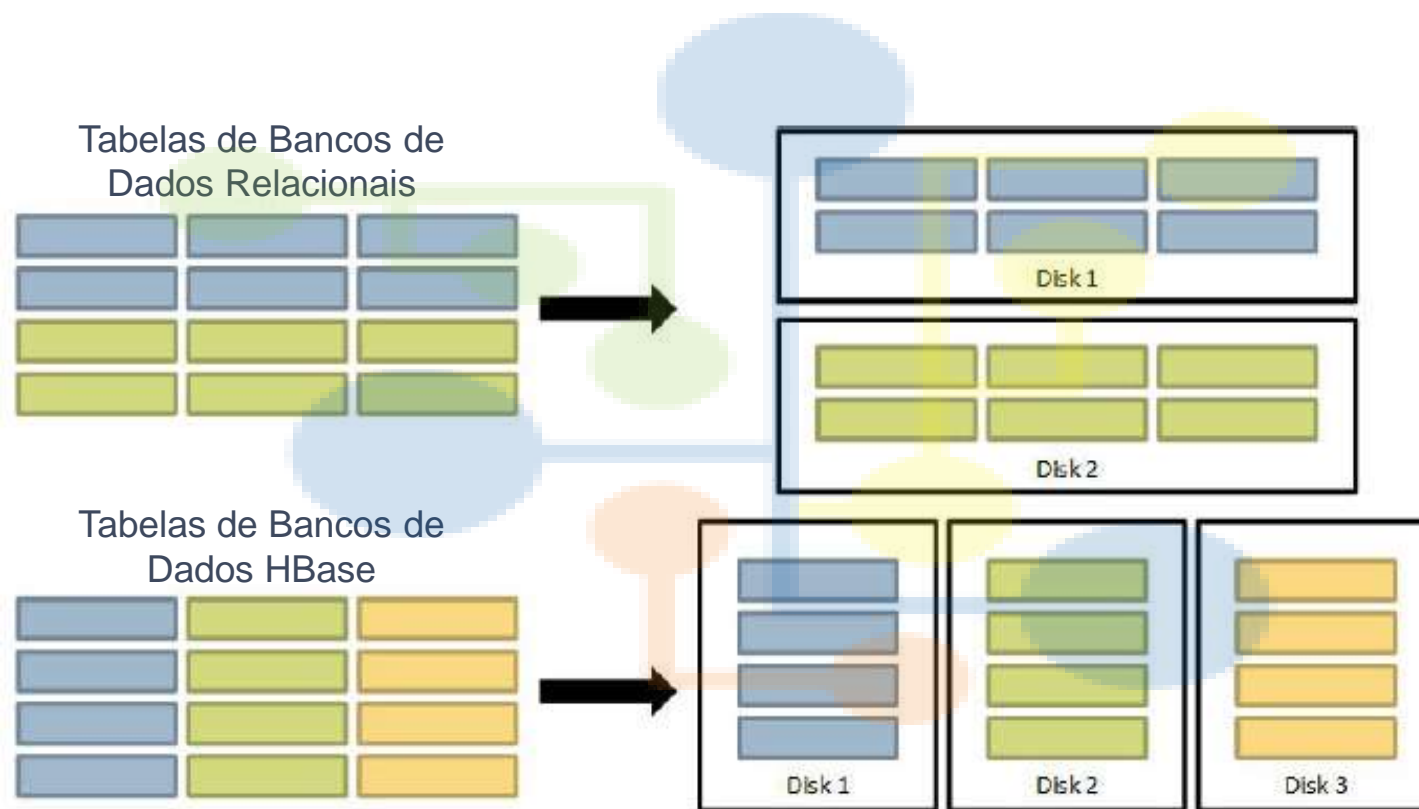 Tabelas de Bancos de
Dados Relacionais
Disk 1
Disk 2
Tabelas de Bancos de
Dados HBase
Disk 1
Disk 2
Disk 3